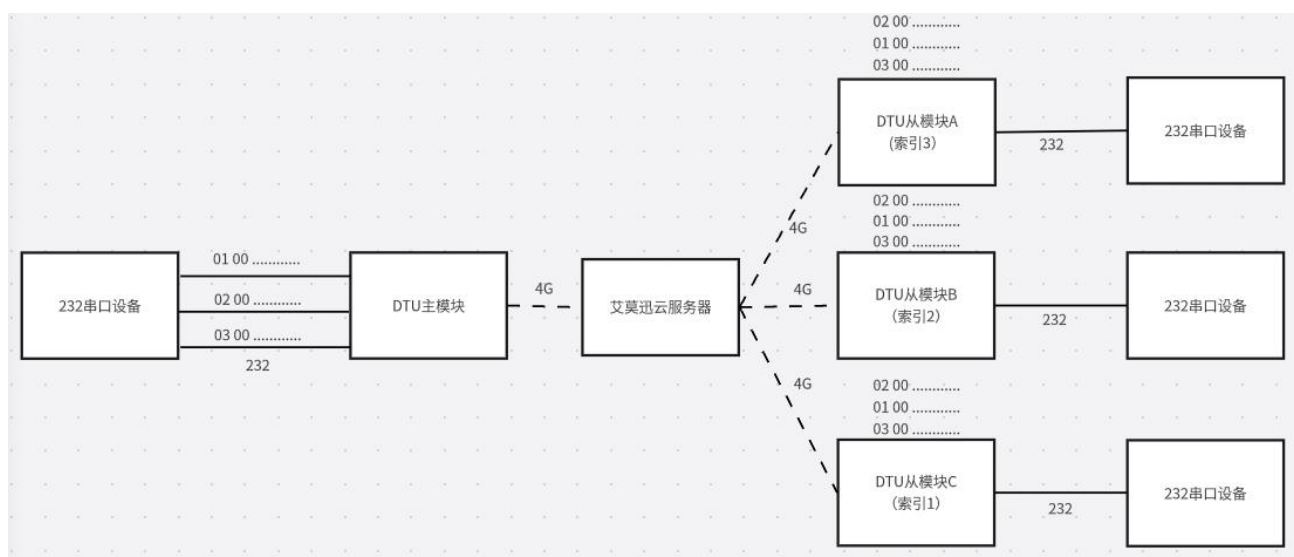 02 00 ............
01 00 ............
03 00 ............
DTU从模块A
(索引3)
232
232串口设备
4G
01 00 ............
02 00 ............
03 00 ............
232
232串口设备
DTU主模块
4G
艾莫迅云服务器
4G
02 00 ............
01 00 ............
03 00 ............
DTU从模块B
(索引2)
232
232串口设备
4G
02 00 ............
01 00 ............
03 00 ............
DTU从模块C
(索引1)
232
232串口设备